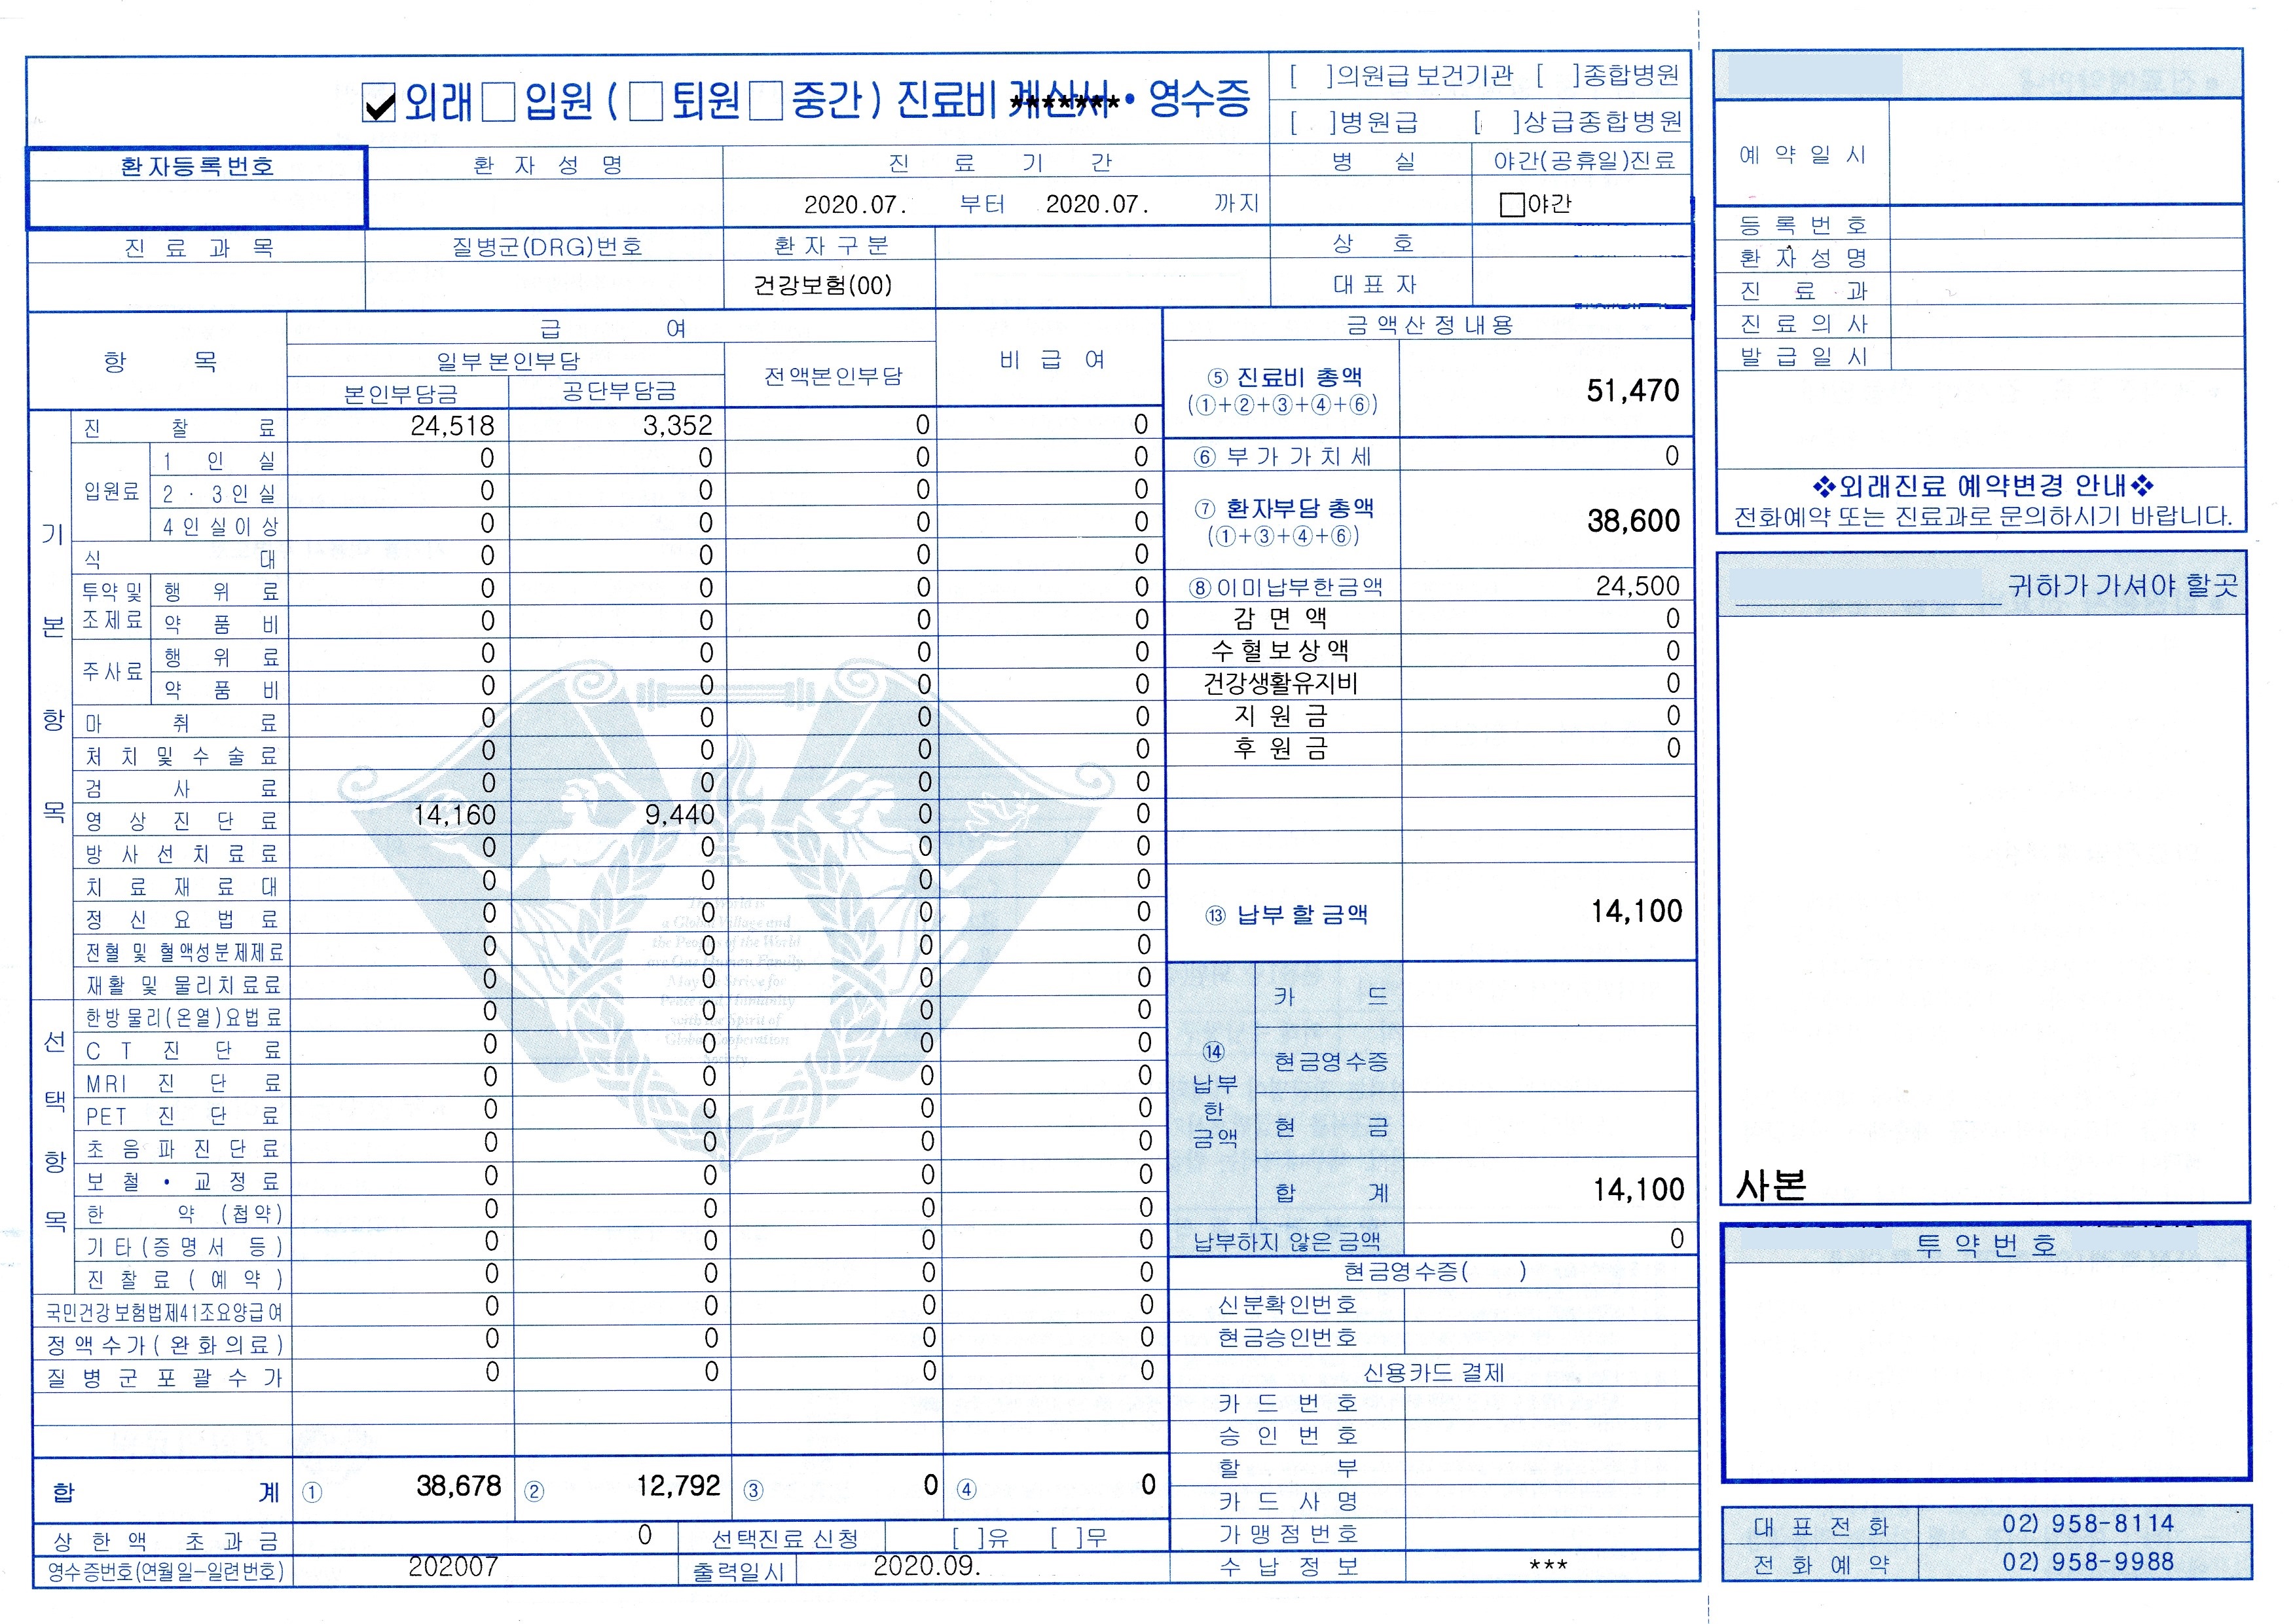 외래 입원 ( 퇴원 중간 ) 진료비 계산서 • 영수증
[ ]의원급 보건기관 [ ]종합병원
[ ]병원급 [ ]상급종합병원
환자등록번호 환자성명 진료기간 병실 야간(공휴일)진료
2020.07. 부터 2020.07. 까지 □야간
진료과목 질병군(DRG)번호 환자구분 상호
건강보험(00) 대표자
항목 급여 비급여 금액산정내용
일부본인부담 전액본인부담
본인부담금 공단부담금
기본항목
진찰료 24,518 3,352 0 0
입원료 1인실 0 0 0 0
2·3인실 0 0 0 0
4인실이상 0 0 0 0
식대 0 0 0 0
투약 및 조제료 행위료 0 0 0 0
약품비 0 0 0 0
주사료 행위료 0 0 0 0
약품비 0 0 0 0
마취료 0 0 0 0
처치및수술료 0 0 0 0
검사료 0 0 0 0
영상진단료 14,160 9,440 0 0
방사선치료료 0 0 0 0
치료재료대 0 0 0 0
정신요법료 0 0 0 0
전혈 및 혈액성분제제료 0 0 0 0
재활 및 물리치료료 0 0 0 0
선택항목
한방물리(온열)요법료 0 0 0 0
CT 진단료 0 0 0 0
MRI 진단료 0 0 0 0
PET 진단료 0 0 0 0
초음파진단료 0 0 0 0
보철•교정료 0 0 0 0
한약(첩약) 0 0 0 0
기타(증명서 등) 0 0 0 0
진찰료(예약) 0 0 0 0
국민건강보험법제41조요양급여 0 0 0 0
정액수가(완화의료) 0 0 0 0
질병군포괄수가 0 0 0 0
합계 ① 38,678 ② 12,792 ③ 0 ④ 0
상한액 초과금 0 선택진료 신청 [ ]유 [ ]무
영수증번호(연월일-일련번호) 202007 출력일시 2020.09.
⑤ 진료비 총액 51,470
(①+②+③+④+⑥)
⑥ 부가가치세 0
⑦ 환자부담 총액 38,600
(①+③+④+⑥)
⑧ 이미납부한금액 24,500
감면액 0
수혈보상액 0
건강생활유지비 0
지원금 0
후원금 0
⑬ 납부 할 금액 14,100
⑭ 납부한 금액
카드
현금영수증
현금
합계 14,100
납부하지 않은 금액 0
현금영수증( )
신분확인번호
현금승인번호
신용카드 결제
카드번호
승인번호
할부
카드사명
가맹점번호
수납정보 ***
예약일시
등록번호
환자성명
진료과
진료의사
발급일시
❖외래진료 예약변경 안내❖
전화예약 또는 진료과로 문의하시기 바랍니다.
귀하가 가셔야 할곳
사본
투약번호
대표전화 02) 958-8114
전화예약 02) 958-9988
a Global Village and
the Peoples of the World
are One Human Family.
May We Strive for
Peace and Humanity
with the Spirit of
Global Cooperation
Society.